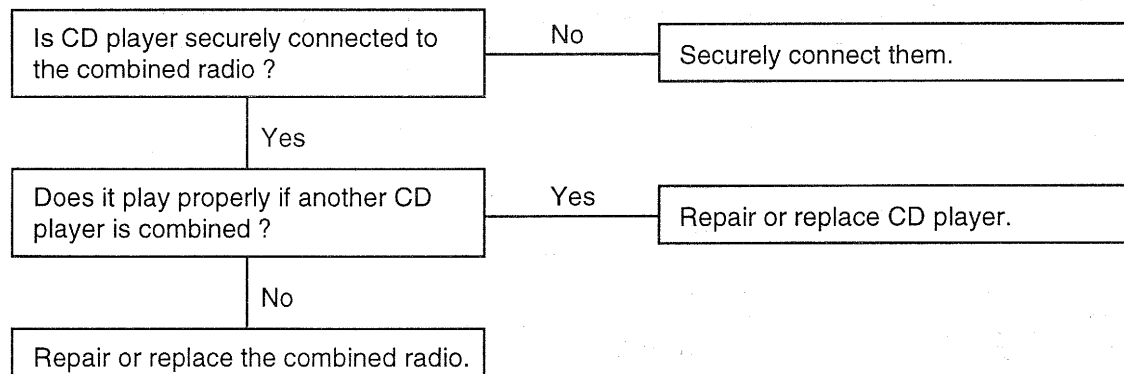 Is CD player securely connected to
the combined radio ?
No
Securely connect them.
Yes
Does it play properly if another CD
player is combined ?
Yes
Repair or replace CD player.
No
Repair or replace the combined radio.